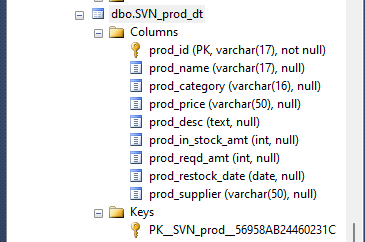 dbo.SVN_prod_dt
Columns
prod_id (PK, varchar(17), not null)
prod_name (varchar(17), null)
prod_category (varchar(16), null)
prod_price (varchar(50), null)
prod_desc (text, null)
prod_in_stock_amt (int, null)
prod_reqd_amt (int, null)
prod_restock_date (date, null)
prod_supplier (varchar(50), null)
Keys
PK__SVN_prod__56958AB24460231C